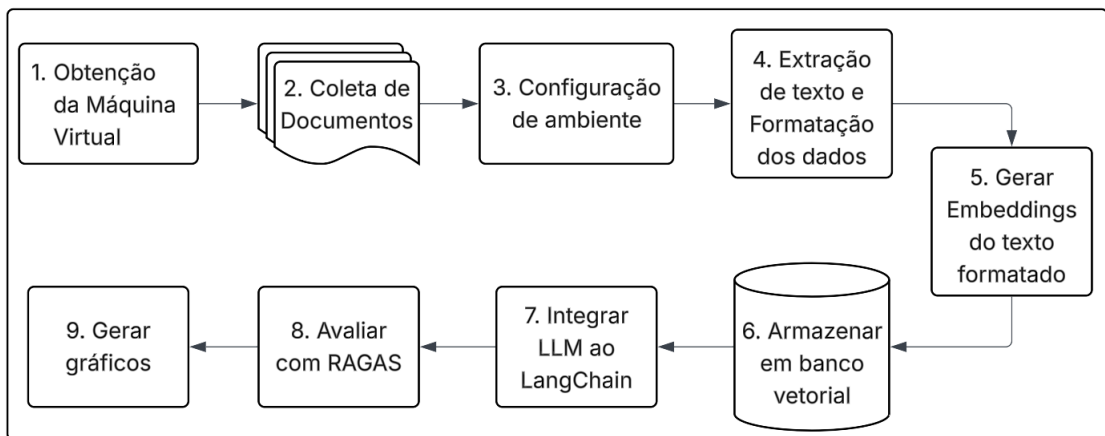 1. Obtenção
da Máquina
Virtual
2. Coleta de
Documentos
3. Configuração
de ambiente
4. Extração
de texto e
Formatação
dos dados
5. Gerar
Embeddings
do texto
formatado
6. Armazenar
em banco
vetorial
7. Integrar
LLM ao
LangChain
8. Avaliar
com RAGAS
9. Gerar
gráficos